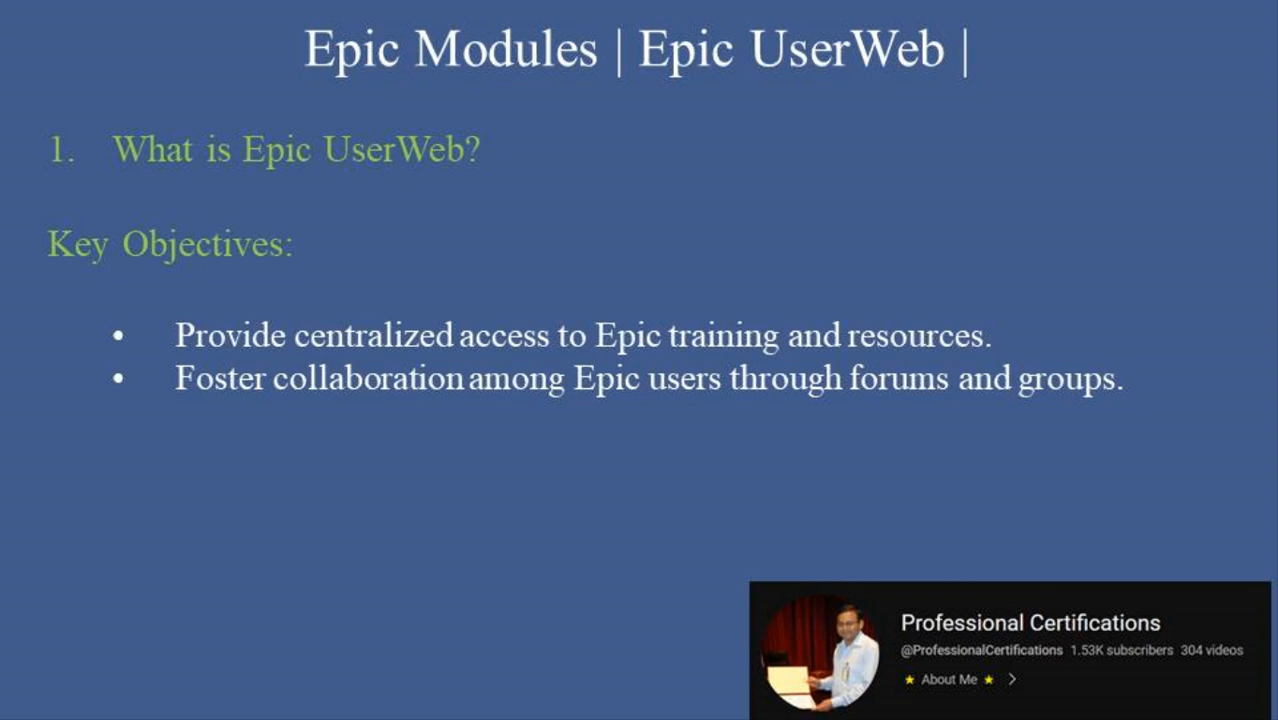 Epic Modules | Epic UserWeb |
1. What is Epic UserWeb?
Key Objectives:
• Provide centralized access to Epic training and resources.
• Foster collaboration among Epic users through forums and groups.
Professional Certifications
@ProfessionalCertifications 1.53K subscribers 304 videos
★ About Me ★ >